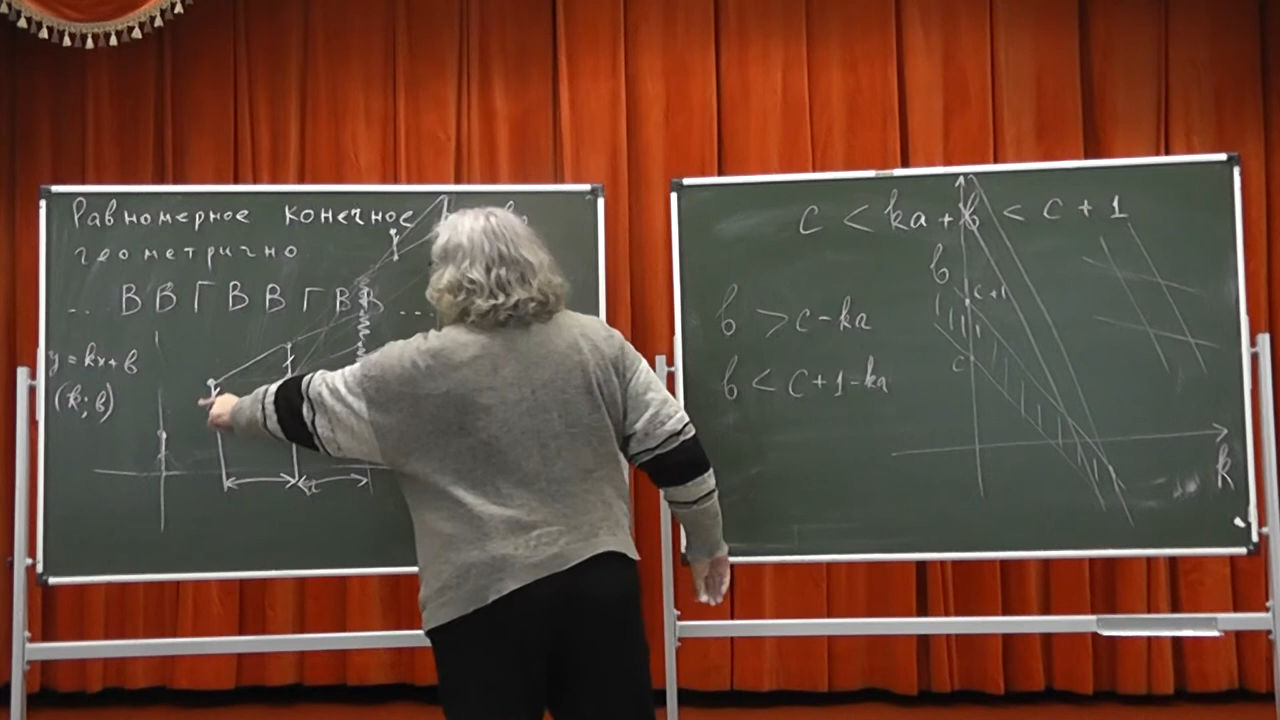 Равномерное конечное
геометрично
... В В Г В В Г В В ...
y = kx + b
(k; b)
c < ka + b < c + 1
b
c + 1
b > c - ka
c
b < c + 1 - ka
k